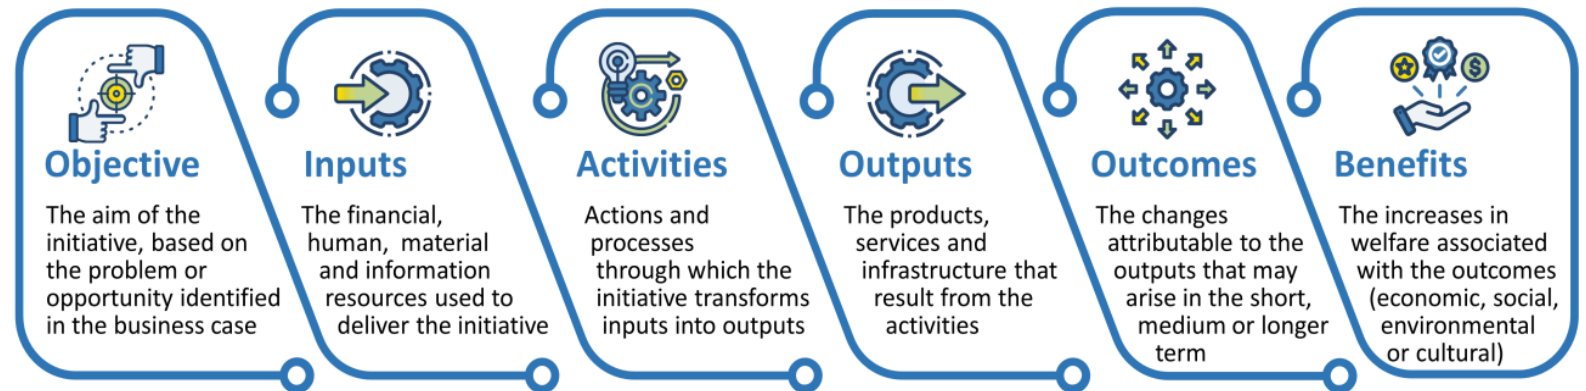 Objective
The aim of the
initiative, based on
the problem or
opportunity identified
in the business case
Inputs
The financial,
human, material
and information
resources used to
deliver the initiative
Activities
Actions and
processes
through which the
initiative transforms
inputs into outputs
Outputs
The products,
services and
infrastructure that
result from the
activities
Outcomes
The changes
attributable to the
outputs that may
arise in the short,
medium or longer
term
Benefits
The increases in
welfare associated
with the outcomes
(economic, social,
environmental
or cultural)